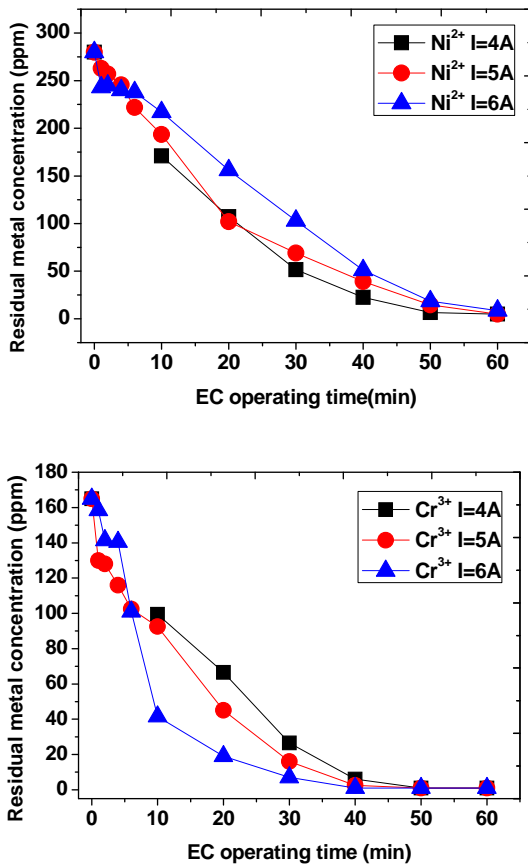 350
300
250
200
150
100
50
0
Residual metal concentration (ppm)
Ni²⁺ I=4A
Ni²⁺ I=5A
Ni²⁺ I=6A
0 10 20 30 40 50 60
EC operating time(min)
180
160
140
120
100
80
60
40
20
0
Residual metal concentration (ppm)
Cr³⁺ I=4A
Cr³⁺ I=5A
Cr³⁺ I=6A
0 10 20 30 40 50 60
EC operating time (min)